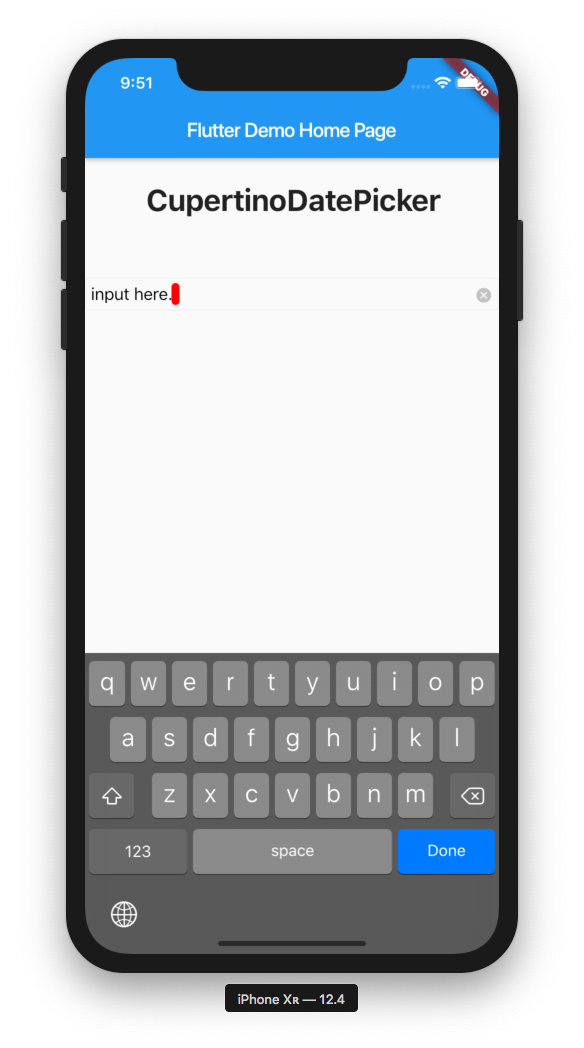 9:51
DEBUG
Flutter Demo Home Page
CupertinoDatePicker
input here.
q w e r t y u i o p
a s d f g h j k l
z x c v b n m
123 space Done
iPhone Xʀ — 12.4